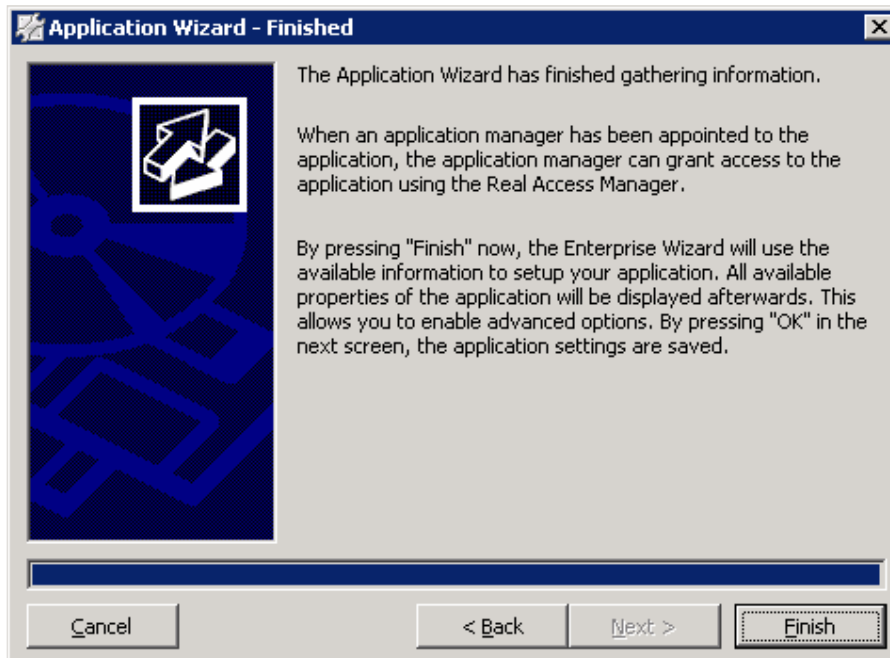 Application Wizard - Finished
The Application Wizard has finished gathering information.
When an application manager has been appointed to the
application, the application manager can grant access to the
application using the Real Access Manager.
By pressing "Finish" now, the Enterprise Wizard will use the
available information to setup your application. All available
properties of the application will be displayed afterwards. This
allows you to enable advanced options. By pressing "OK" in the
next screen, the application settings are saved.
Cancel
< Back
Next >
Finish